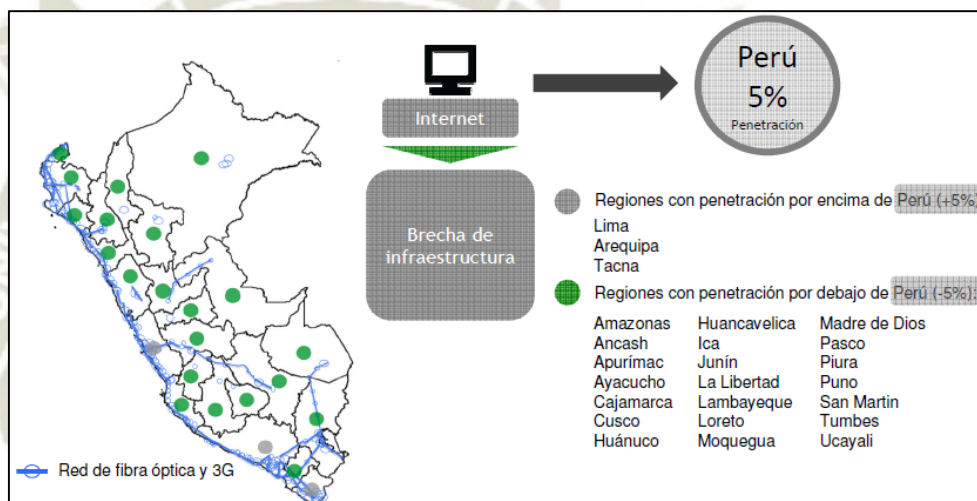 Perú
5%
Penetración
Internet
Brecha de
infraestructura
Regiones con penetración por encima de Perú (+5%)
Lima
Arequipa
Tacna
Regiones con penetración por debajo de Perú (-5%):
Amazonas Huancavelica Madre de Dios
Ancash Ica Pasco
Apurímac Junín Piura
Ayacucho La Libertad Puno
Cajamarca Lambayeque San Martin
Cusco Loreto Tumbes
Huánuco Moquegua Ucayali
Red de fibra óptica y 3G